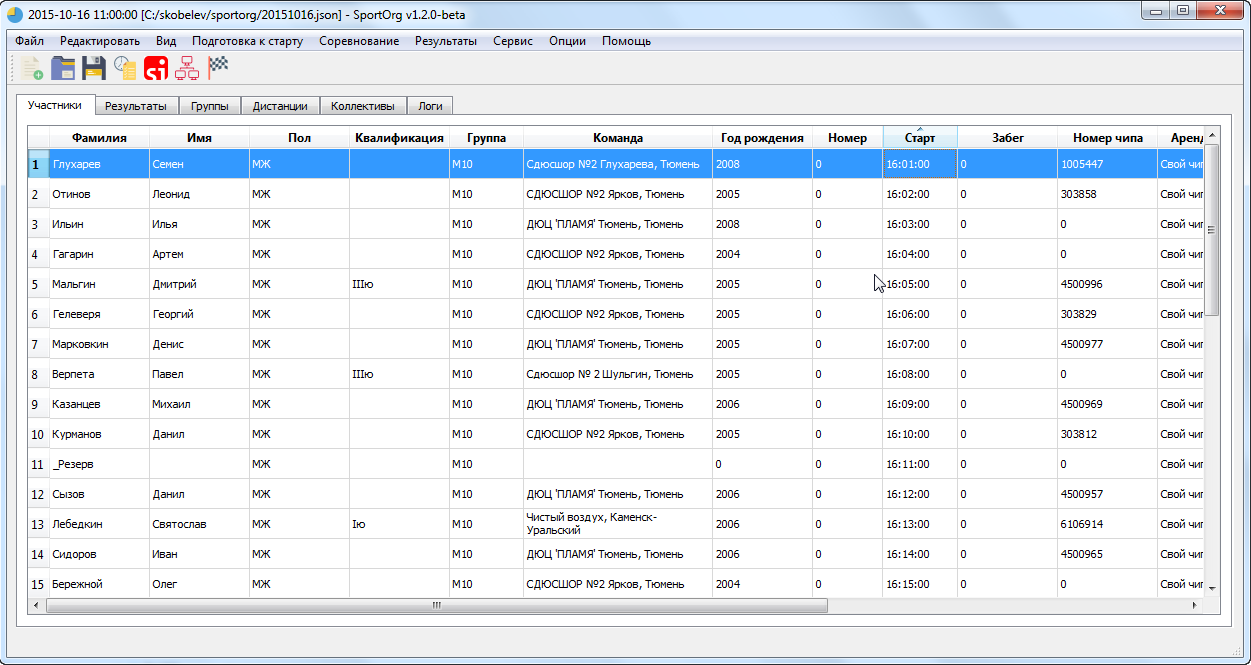 2015-10-16 11:00:00 [C:/skobelev/sportorg/20151016.json] - SportOrg v1.2.0-beta
Файл Редактировать Вид Подготовка к старту Соревнование Результаты Сервис Опции Помощь
Участники Результаты Группы Дистанции Коллективы Логи
Фамилия Имя Пол Квалификация Группа Команда Год рождения Номер Старт Забег Номер чипа Аренд
1 Глухарев Семен МЖ М10 Сдюсшор №2 Глухарева, Тюмень 2008 0 16:01:00 0 1005447 Свой чип
2 Отинов Леонид МЖ М10 СДЮСШОР №2 Ярков, Тюмень 2005 0 16:02:00 0 303858 Свой чип
3 Ильин Илья МЖ М10 ДЮЦ 'ПЛАМЯ' Тюмень, Тюмень 2008 0 16:03:00 0 0 Свой чип
4 Гагарин Артем МЖ М10 СДЮСШОР №2 Ярков, Тюмень 2004 0 16:04:00 0 0 Свой чип
5 Мальгин Дмитрий МЖ IIIю М10 ДЮЦ 'ПЛАМЯ' Тюмень, Тюмень 2005 0 16:05:00 0 4500996 Свой чип
6 Гелеверя Георгий МЖ М10 СДЮСШОР №2 Ярков, Тюмень 2005 0 16:06:00 0 303829 Свой чип
7 Марковкин Денис МЖ М10 ДЮЦ 'ПЛАМЯ' Тюмень, Тюмень 2005 0 16:07:00 0 4500977 Свой чип
8 Верпета Павел МЖ IIIю М10 Сдюсшор № 2 Шульгин, Тюмень 2005 0 16:08:00 0 0 Свой чип
9 Казанцев Михаил МЖ М10 ДЮЦ 'ПЛАМЯ' Тюмень, Тюмень 2006 0 16:09:00 0 4500969 Свой чип
10 Курманов Данил МЖ М10 СДЮСШОР №2 Ярков, Тюмень 2005 0 16:10:00 0 303812 Свой чип
11 _Резерв МЖ М10 0 0 16:11:00 0 0 Свой чип
12 Сызов Данил МЖ М10 ДЮЦ 'ПЛАМЯ' Тюмень, Тюмень 2006 0 16:12:00 0 4500957 Свой чип
13 Лебедкин Святослав МЖ Iю М10 Чистый воздух, Каменск-
Уральский 2006 0 16:13:00 0 6106914 Свой чип
14 Сидоров Иван МЖ М10 ДЮЦ 'ПЛАМЯ' Тюмень, Тюмень 2006 0 16:14:00 0 4500965 Свой чип
15 Бережной Олег МЖ М10 СДЮСШОР №2 Ярков, Тюмень 2004 0 16:15:00 0 0 Свой чип